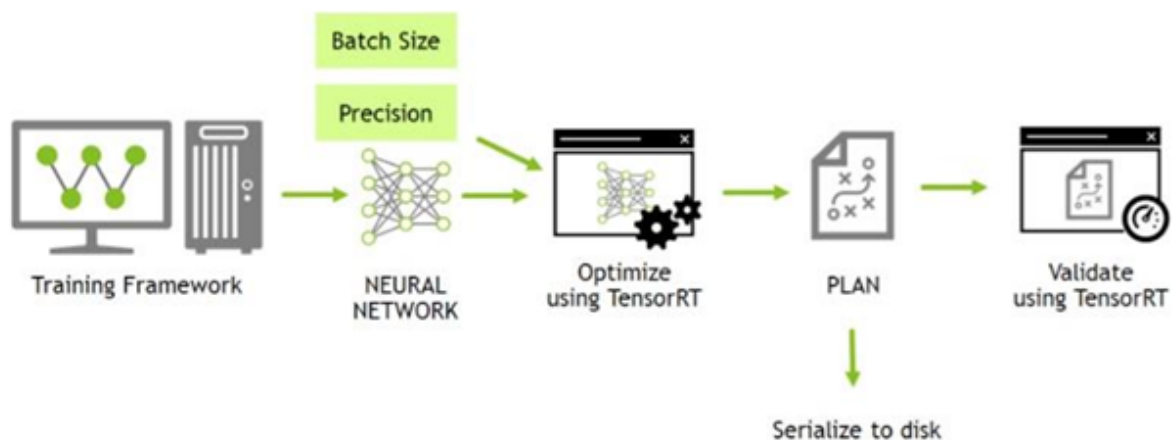 Batch Size
Precision
Training Framework
NEURAL
NETWORK
Optimize
using TensorRT
PLAN
Validate
using TensorRT
Serialize to disk